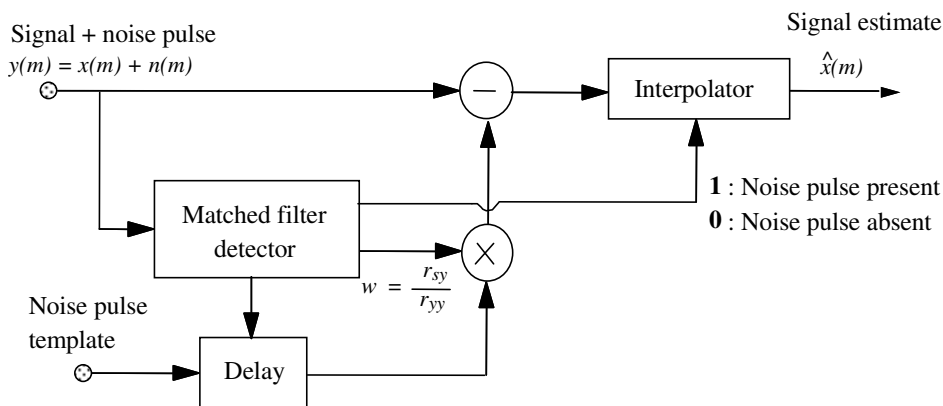 Signal + noise pulse
y(m) = x(m) + n(m)
Signal estimate
x̂(m)
−
Interpolator
1 : Noise pulse present
0 : Noise pulse absent
Matched filter
detector
×
w = r_sy / r_yy
Noise pulse
template
Delay